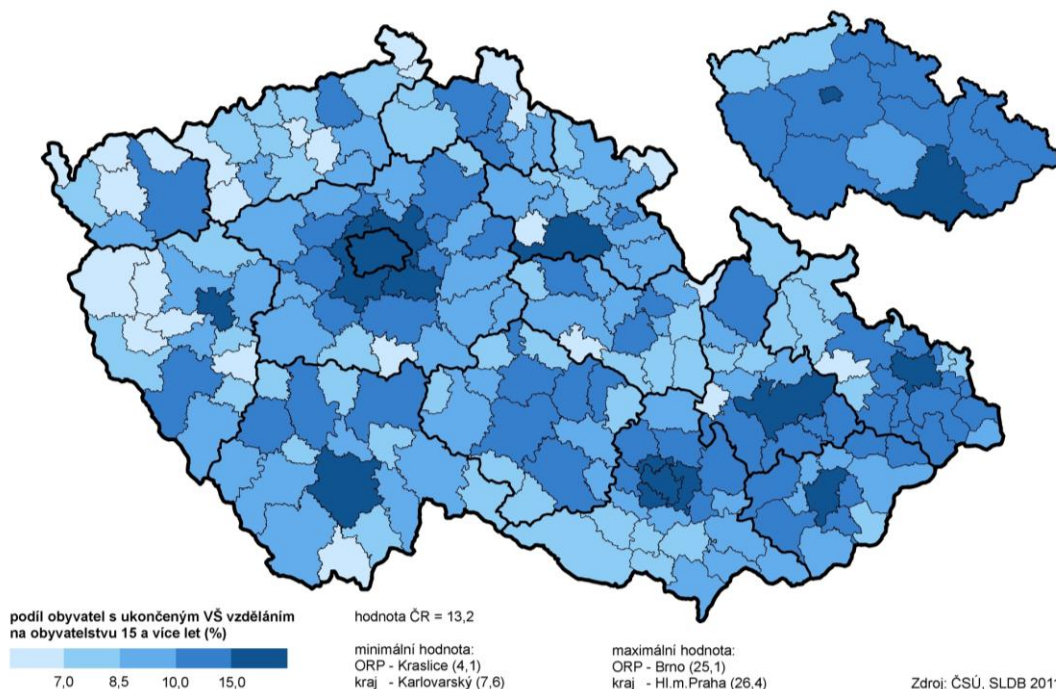 podíl obyvatel s ukončeným VŠ vzděláním
na obyvatelstvu 15 a více let (%)
7,0 8,5 10,0 15,0
hodnota ČR = 13,2
minimální hodnota:
ORP - Kraslice (4,1)
kraj - Karlovarský (7,6)
maximální hodnota:
ORP - Brno (25,1)
kraj - Hl.m.Praha (26,4)
Zdroj: ČSÚ, SLDB 2011